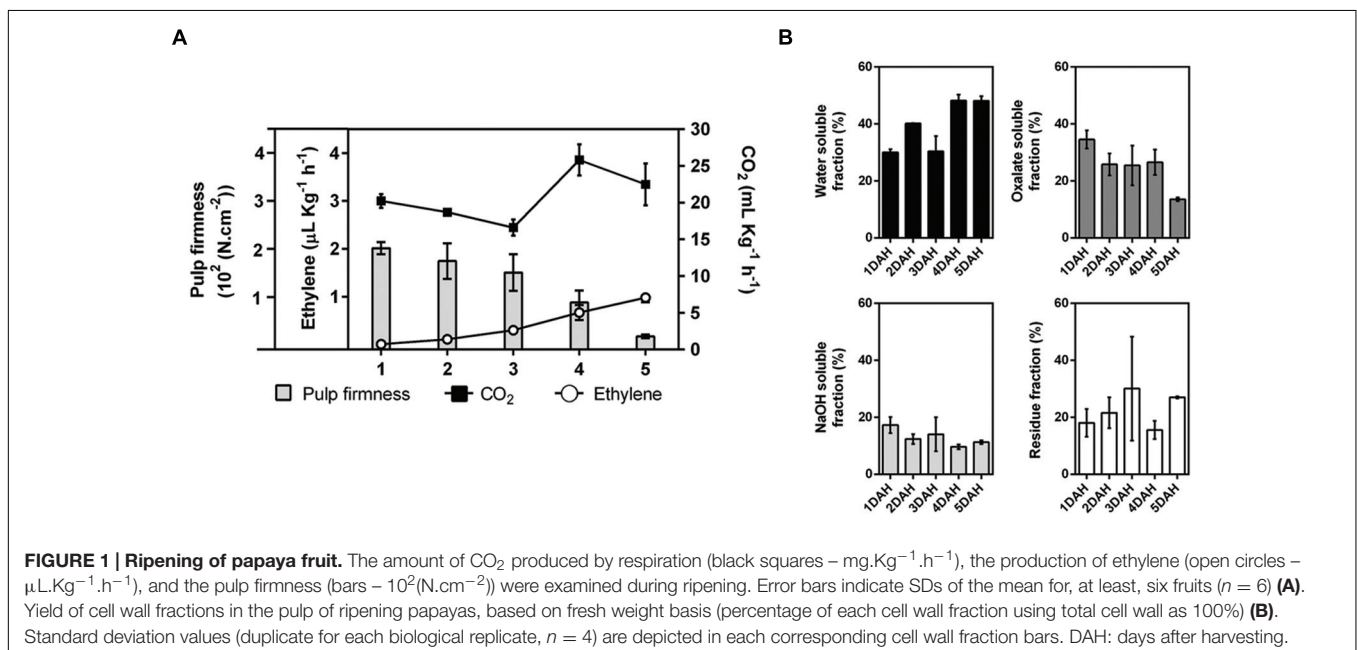 A
Pulp firmness
(10² (N.cm⁻²))
4
3
2
1
Ethylene (µL Kg⁻¹ h⁻¹)
4
3
2
1
CO₂ (mL Kg⁻¹ h⁻¹)
30
25
20
15
10
5
0
1 2 3 4 5
Pulp firmness CO₂ Ethylene
B
Water soluble
fraction (%)
60
40
20
0
1DAH 2DAH 3DAH 4DAH 5DAH
Oxalate soluble
fraction (%)
60
40
20
0
1DAH 2DAH 3DAH 4DAH 5DAH
NaOH soluble
fraction (%)
60
40
20
0
1DAH 2DAH 3DAH 4DAH 5DAH
Residue fraction (%)
60
40
20
0
1DAH 2DAH 3DAH 4DAH 5DAH
FIGURE 1 | Ripening of papaya fruit. The amount of CO₂ produced by respiration (black squares – mg.Kg⁻¹.h⁻¹), the production of ethylene (open circles –
µL.Kg⁻¹.h⁻¹), and the pulp firmness (bars – 10²(N.cm⁻²)) were examined during ripening. Error bars indicate SDs of the mean for, at least, six fruits (n = 6) (A).
Yield of cell wall fractions in the pulp of ripening papayas, based on fresh weight basis (percentage of each cell wall fraction using total cell wall as 100%) (B).
Standard deviation values (duplicate for each biological replicate, n = 4) are depicted in each corresponding cell wall fraction bars. DAH: days after harvesting.